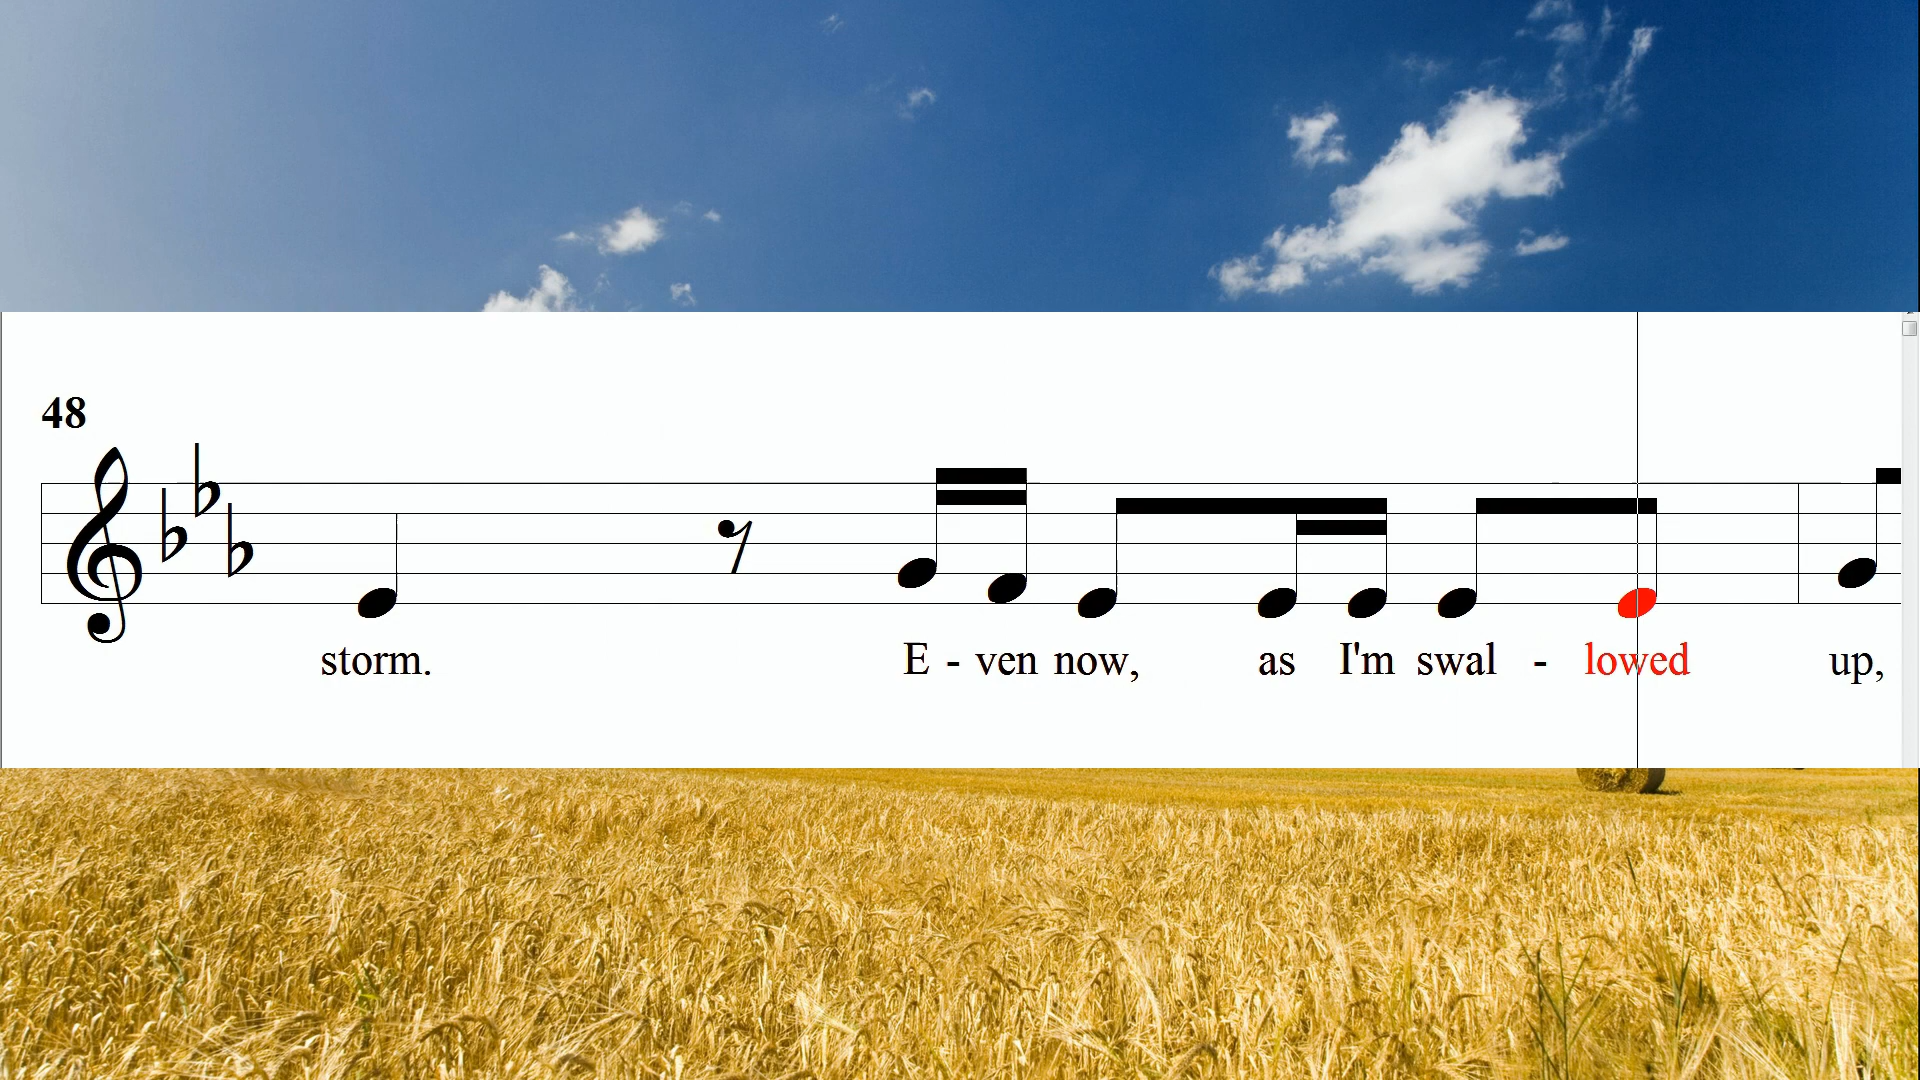 48
storm. E - ven now, as I'm swal - lowed up,